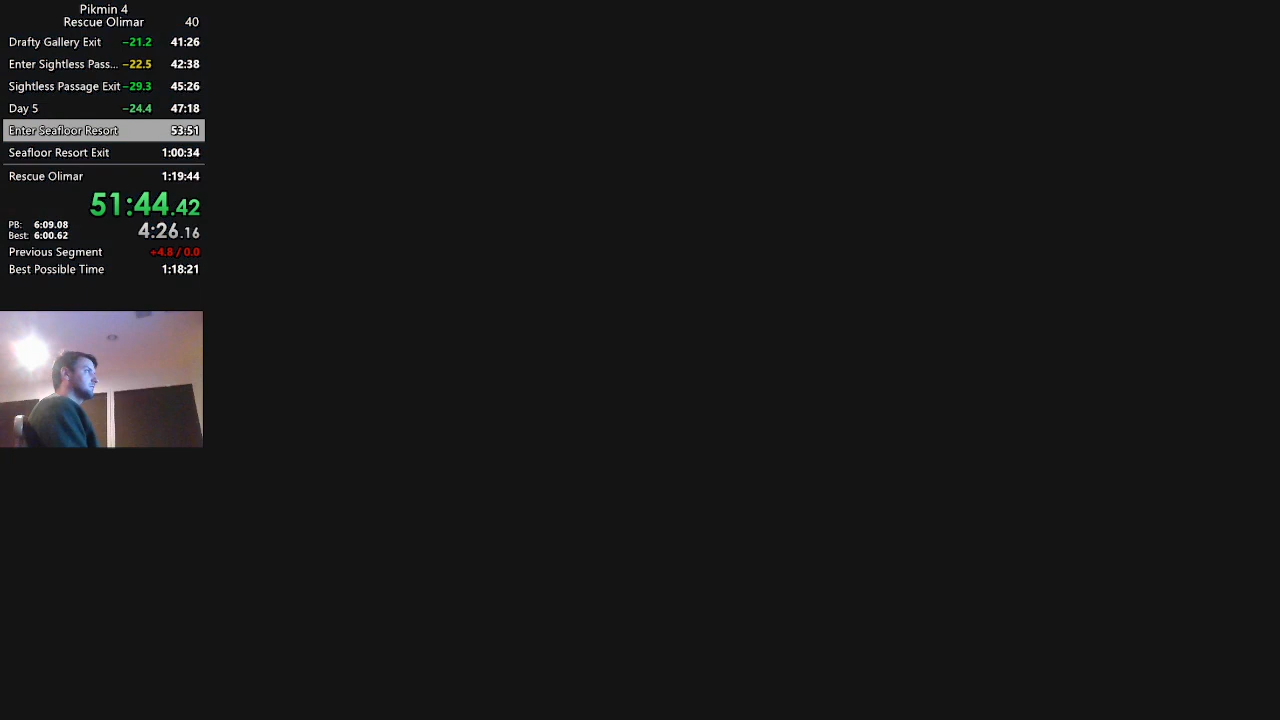 Pikmin 4
Rescue Olimar 40
Drafty Gallery Exit −21.2 41:26
Enter Sightless Pass... −22.5 42:38
Sightless Passage Exit −29.3 45:26
Day 5 −24.4 47:18
Enter Seafloor Resort 53:51
Seafloor Resort Exit 1:00:34
Rescue Olimar 1:19:44
51:44.42
PB: 6:09.08
Best: 6:00.62
4:26.16
Previous Segment +4.8 / 0.0
Best Possible Time 1:18:21